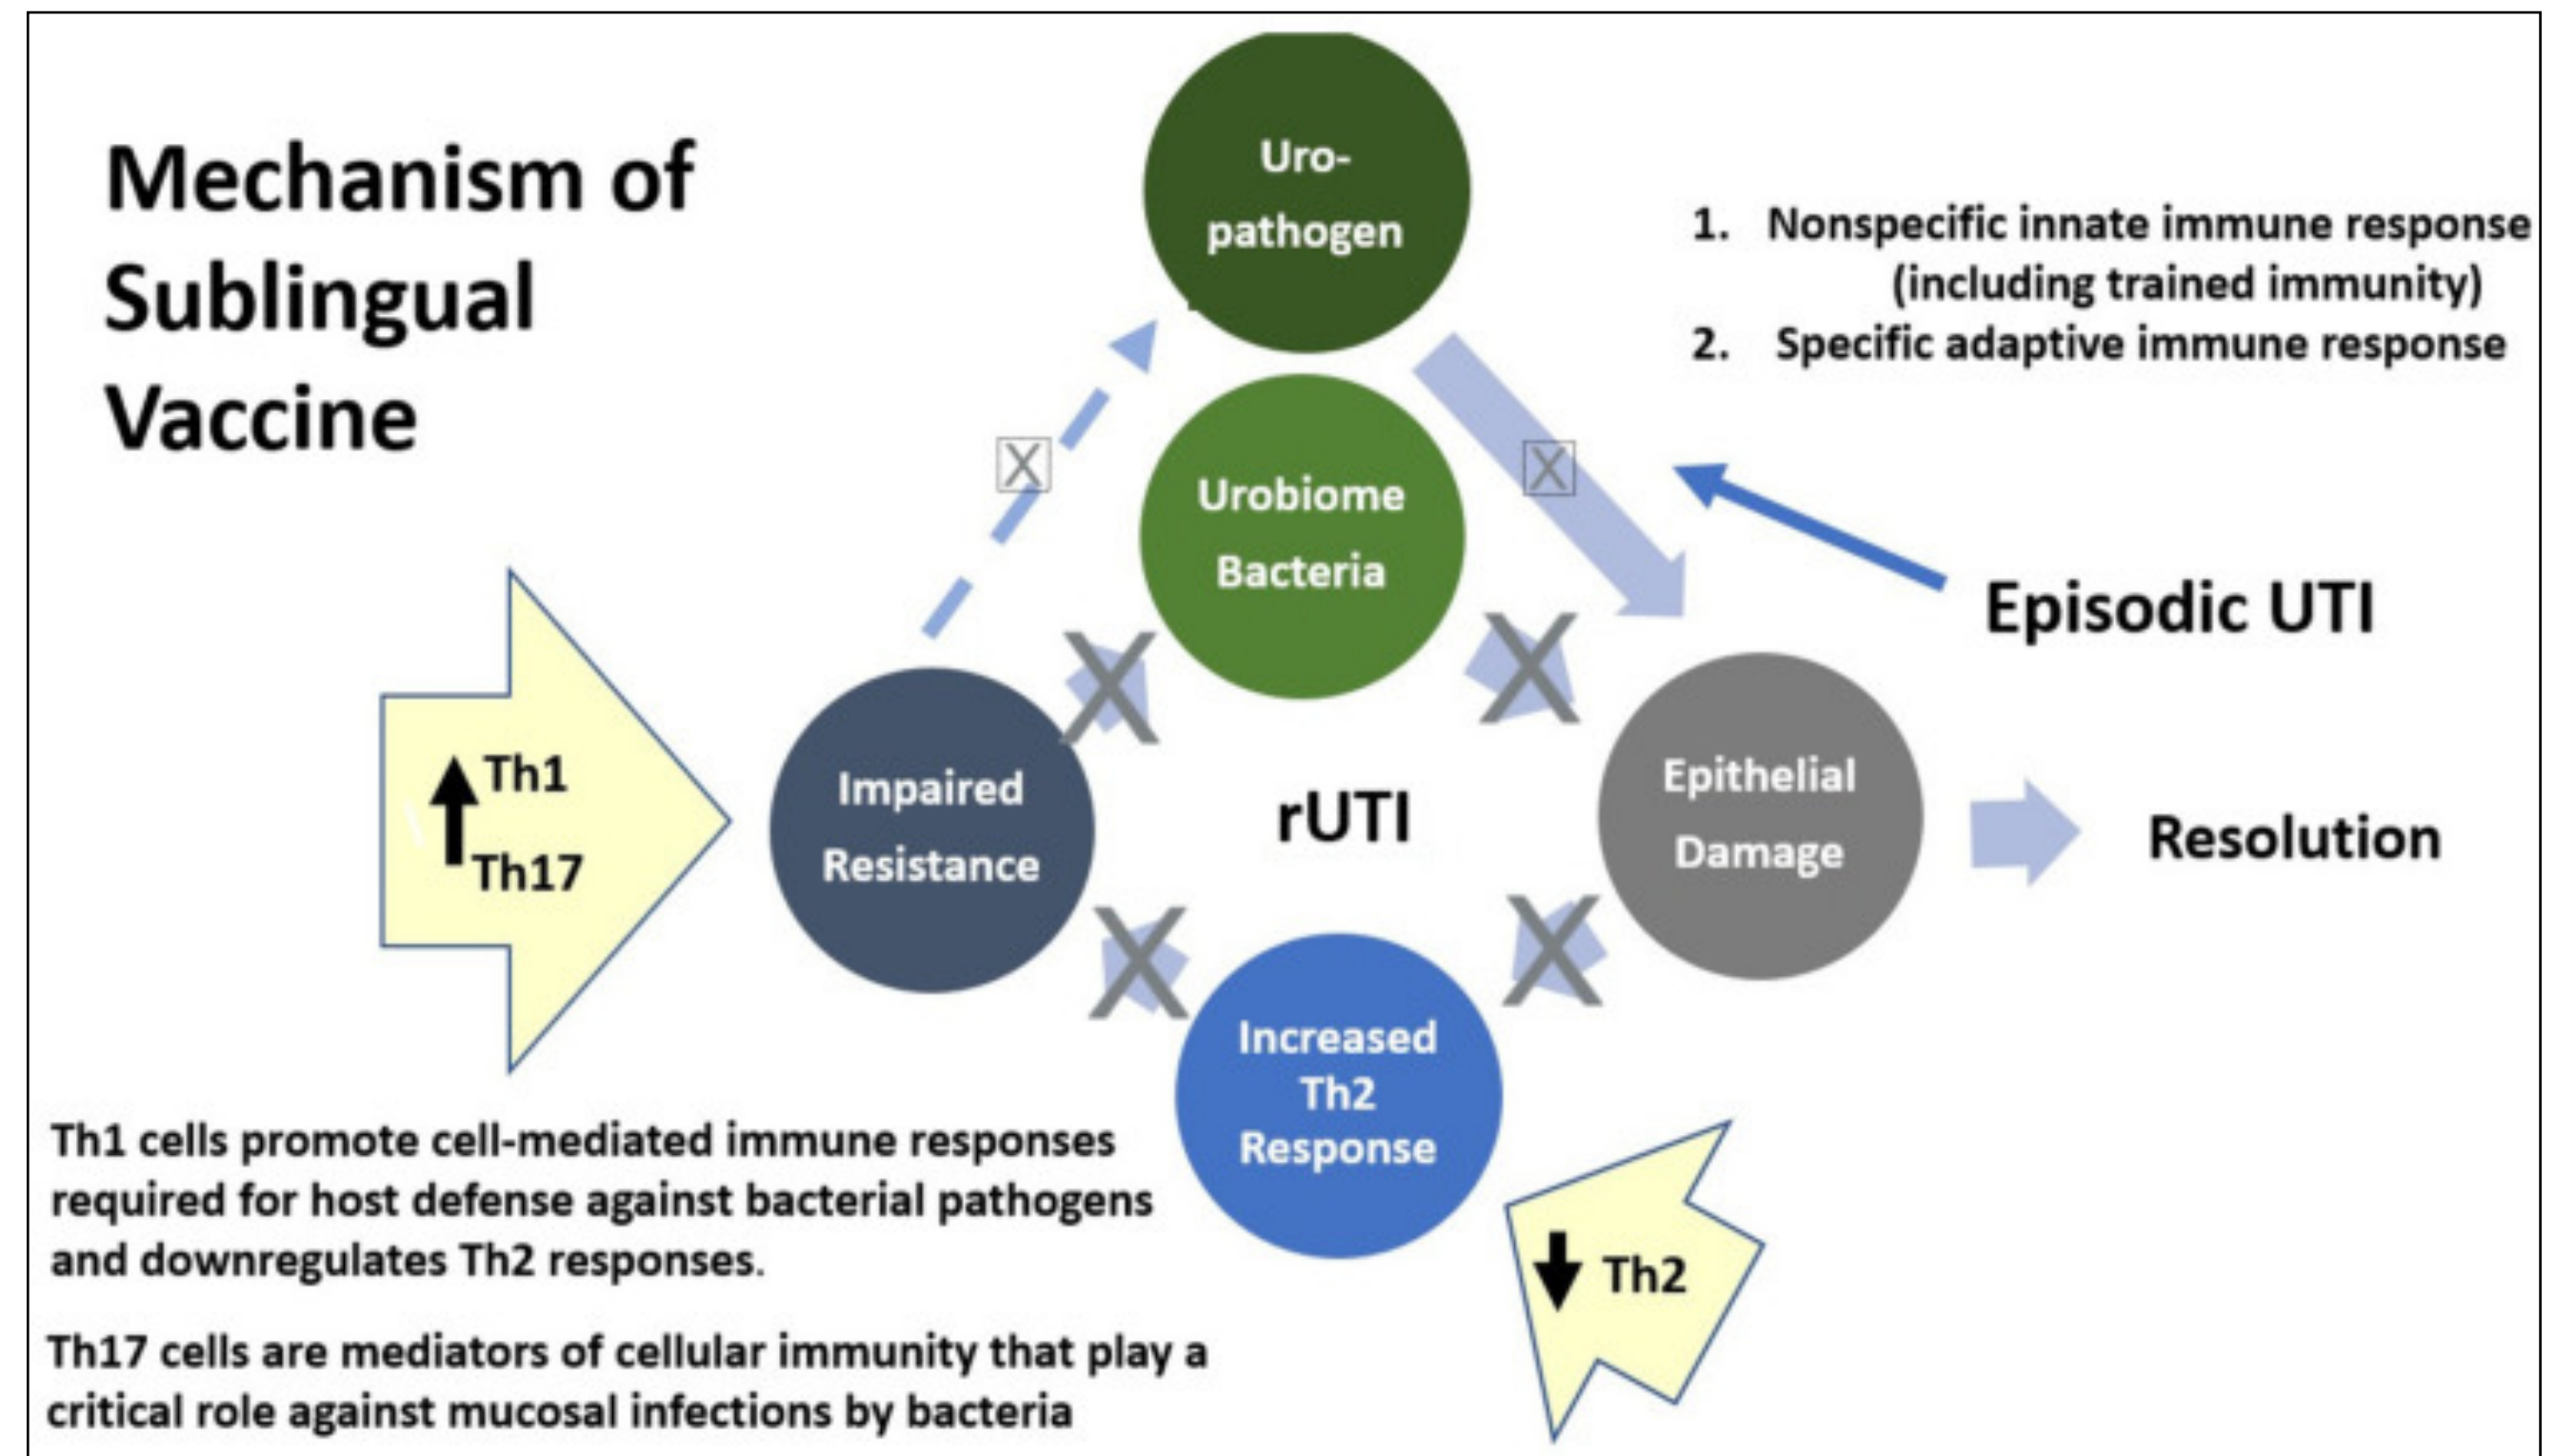 Mechanism of
Sublingual
Vaccine
Uro-
pathogen
1. Nonspecific innate immune response
(including trained immunity)
2. Specific adaptive immune response
X
X
Urobiome
Bacteria
Episodic UTI
X
X
Th1
Th17
Impaired
Resistance
rUTI
Epithelial
Damage
Resolution
X
X
Increased
Th2
Response
Th2
Th1 cells promote cell-mediated immune responses
required for host defense against bacterial pathogens
and downregulates Th2 responses.
Th17 cells are mediators of cellular immunity that play a
critical role against mucosal infections by bacteria